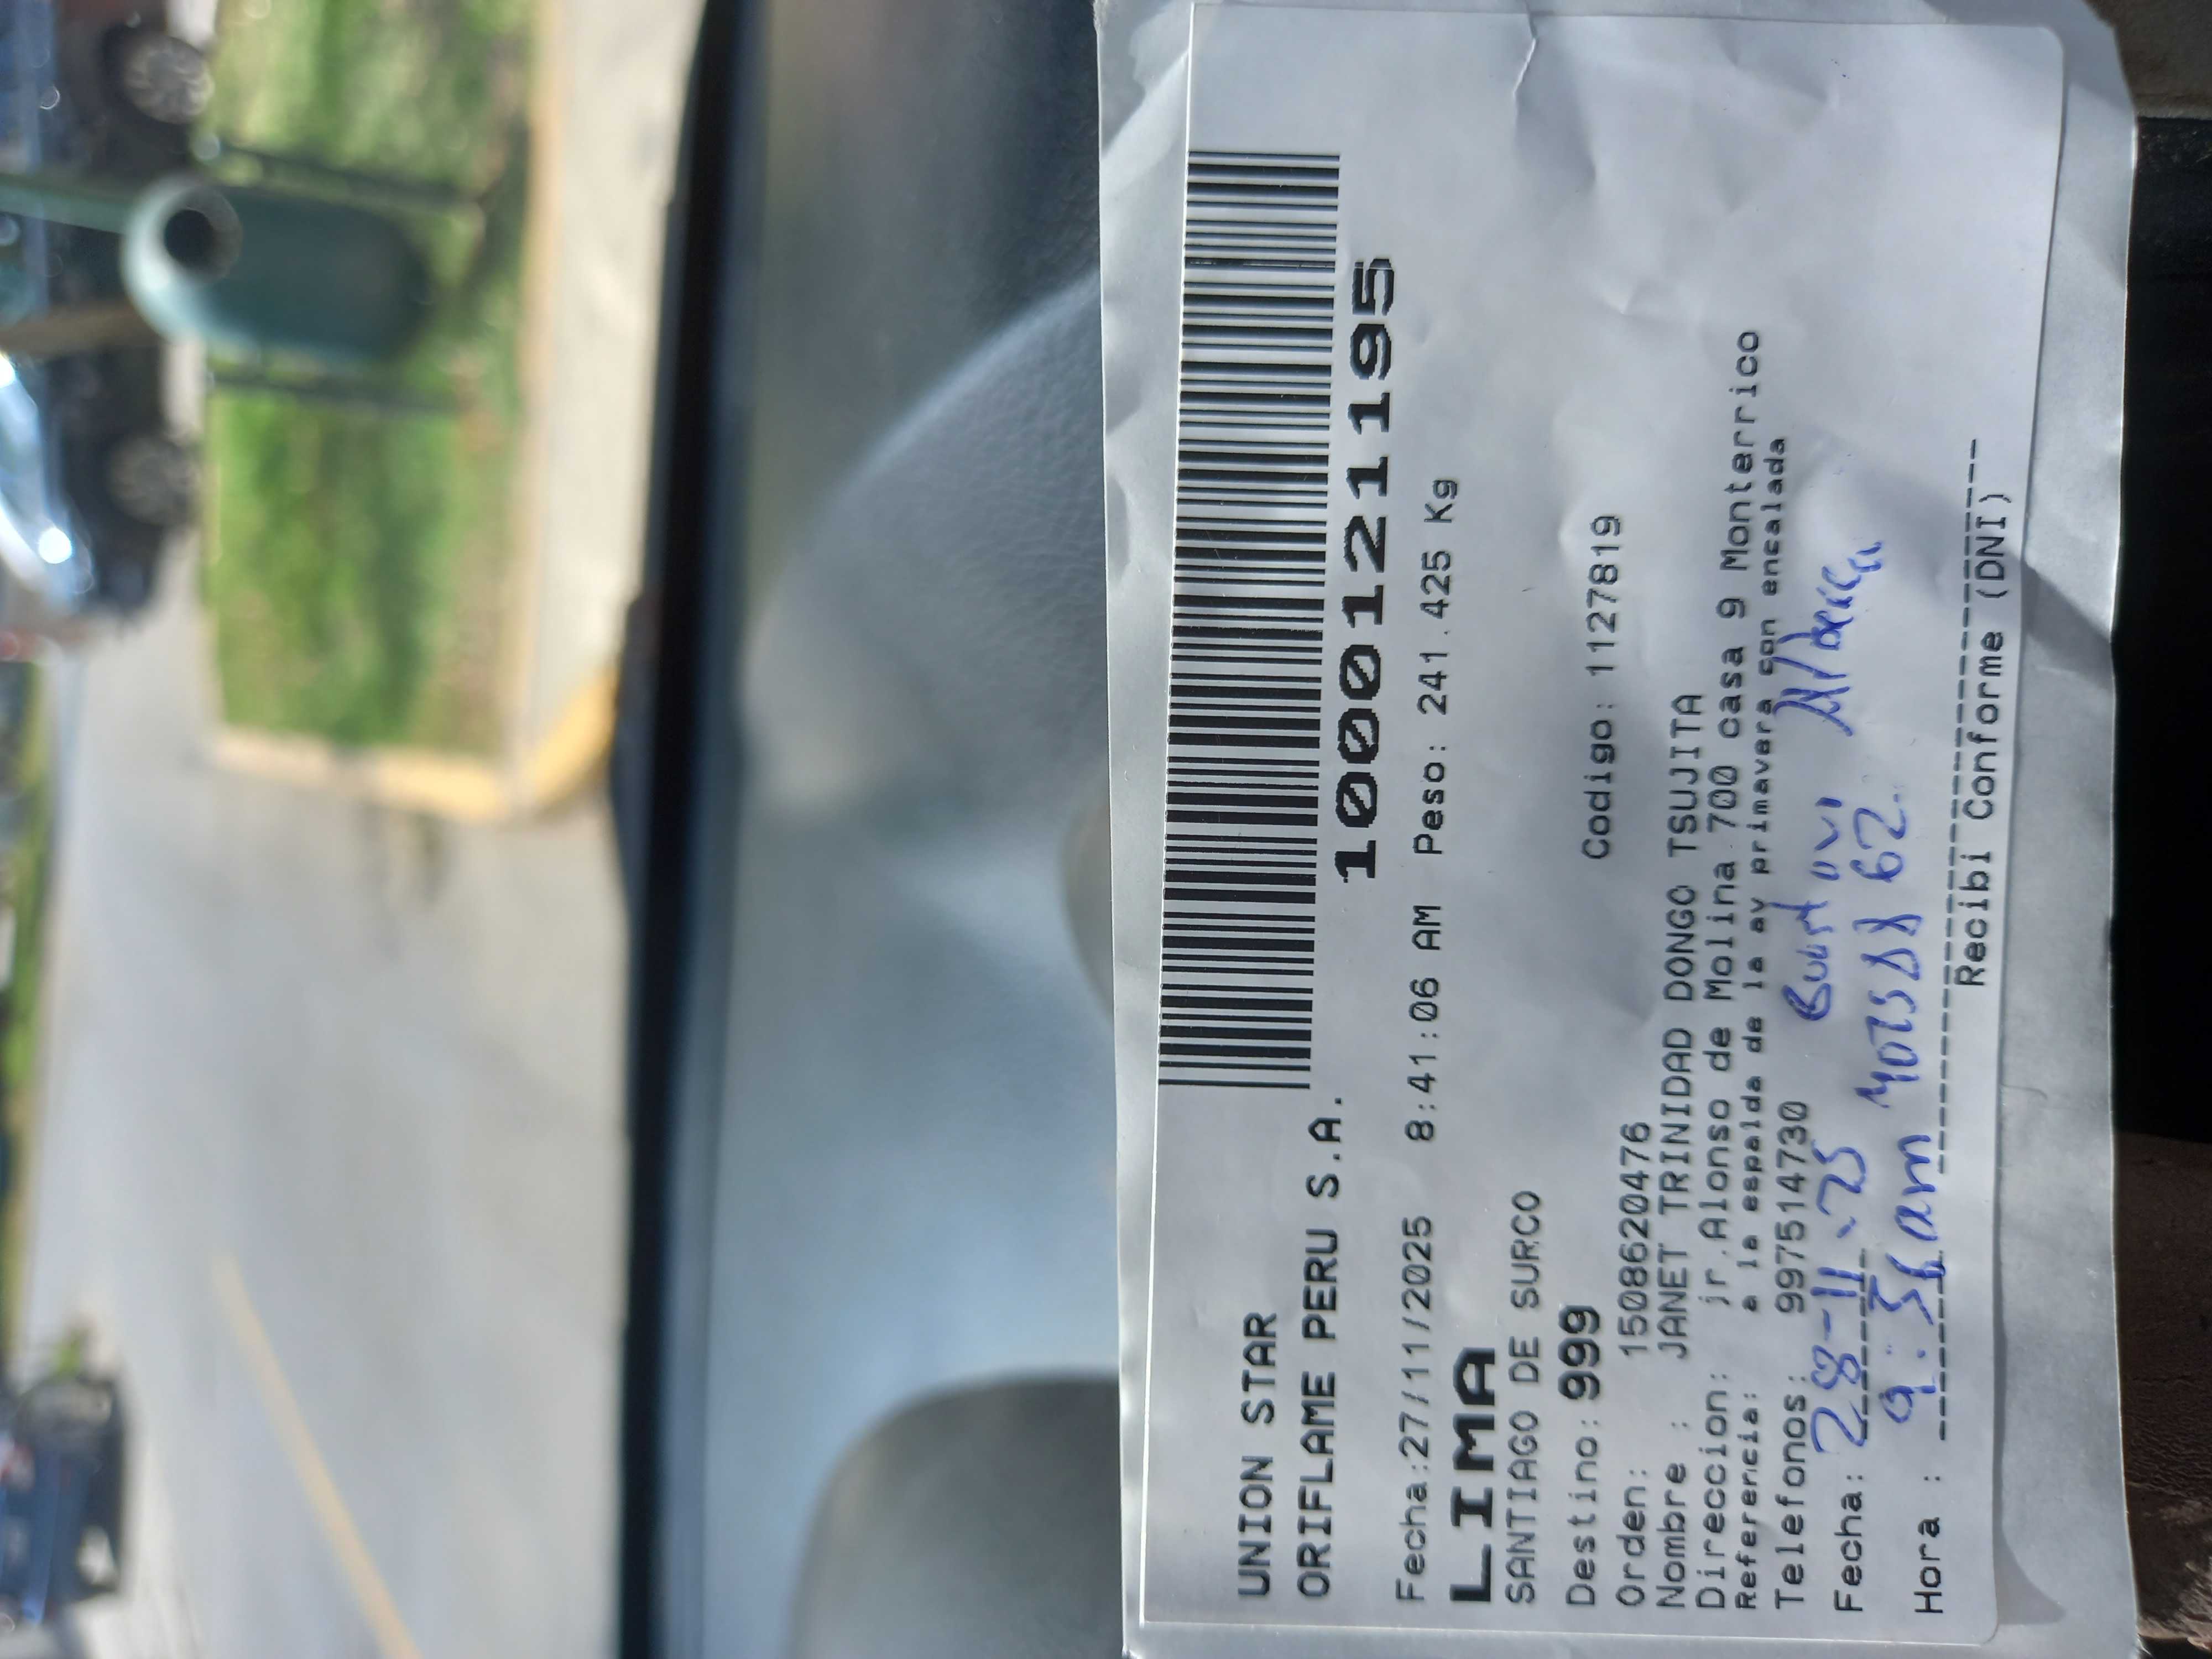 UNION STAR
ORIFLAME PERU S.A.
10001211195
Fecha:27/11/2025 8:41:06 AM Peso: 241.425 Kg
LIMA
SANTIAGO DE SURCO
Destino: 999 Codigo: 1127819
Orden: 1508620476
Nombre : JANET TRINIDAD DONGO TSUJITA
Direccion: jr.Alonso de Molina 700 casa 9 Monterrico
Referencia: a la espalda de la av primavera con encalada
Telefonos: 997514730
Fecha: 28-11-25
Hora : 9:56am
Recibi Conforme (DNI)